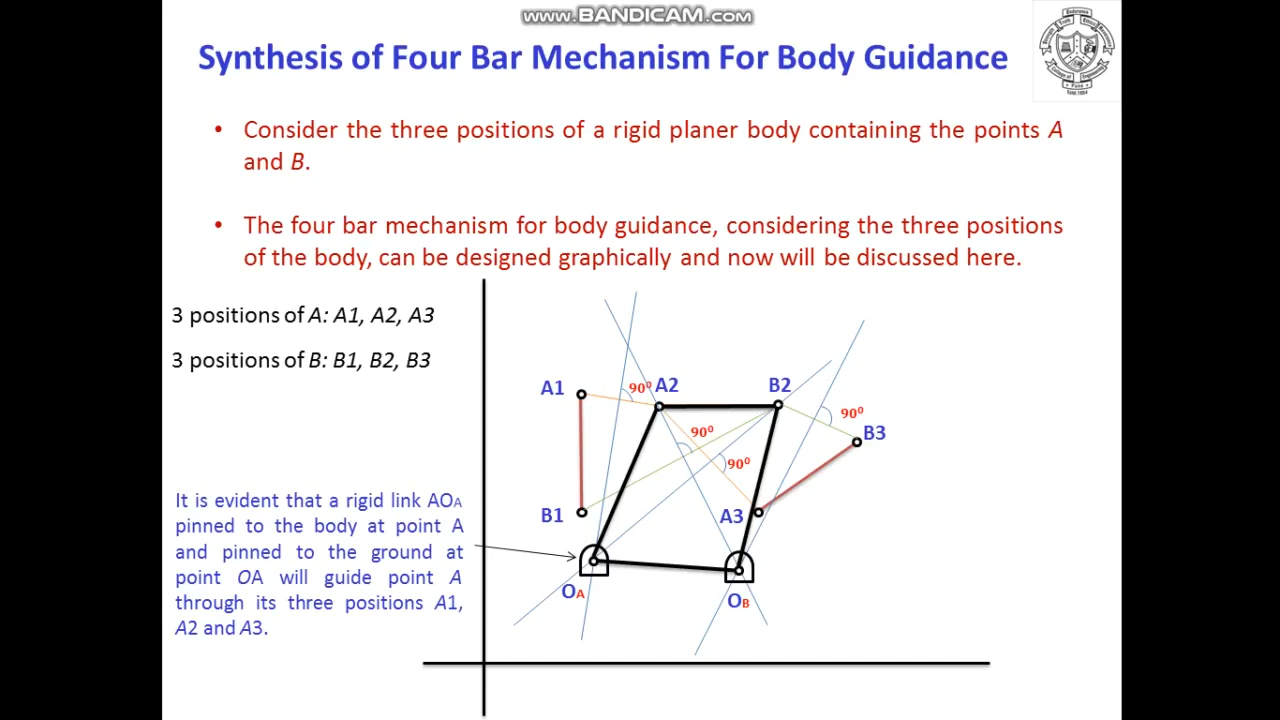 www.BANDICAM.com
Synthesis of Four Bar Mechanism For Body Guidance
• Consider the three positions of a rigid planer body containing the points A
and B.
• The four bar mechanism for body guidance, considering the three positions
of the body, can be designed graphically and now will be discussed here.
3 positions of A: A1, A2, A3
3 positions of B: B1, B2, B3
A1
90⁰
A2
B2
90⁰
B3
90⁰
90⁰
B1
A3
It is evident that a rigid link AOA
pinned to the body at point A
and pinned to the ground at
point OA will guide point A
through its three positions A1,
A2 and A3.
OA
OB